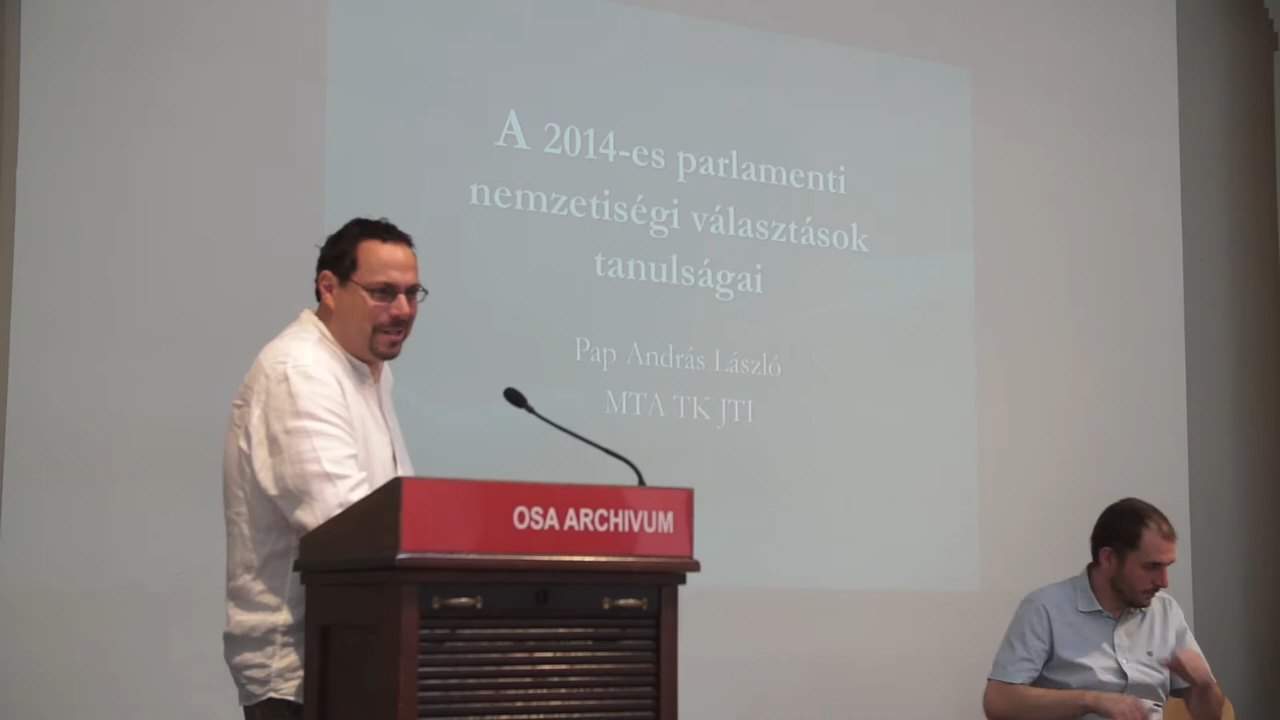 A 2014-es parlamenti
nemzetiségi választások
tanulságai
Pap András László
MTA TK JTI
OSA ARCHIVUM